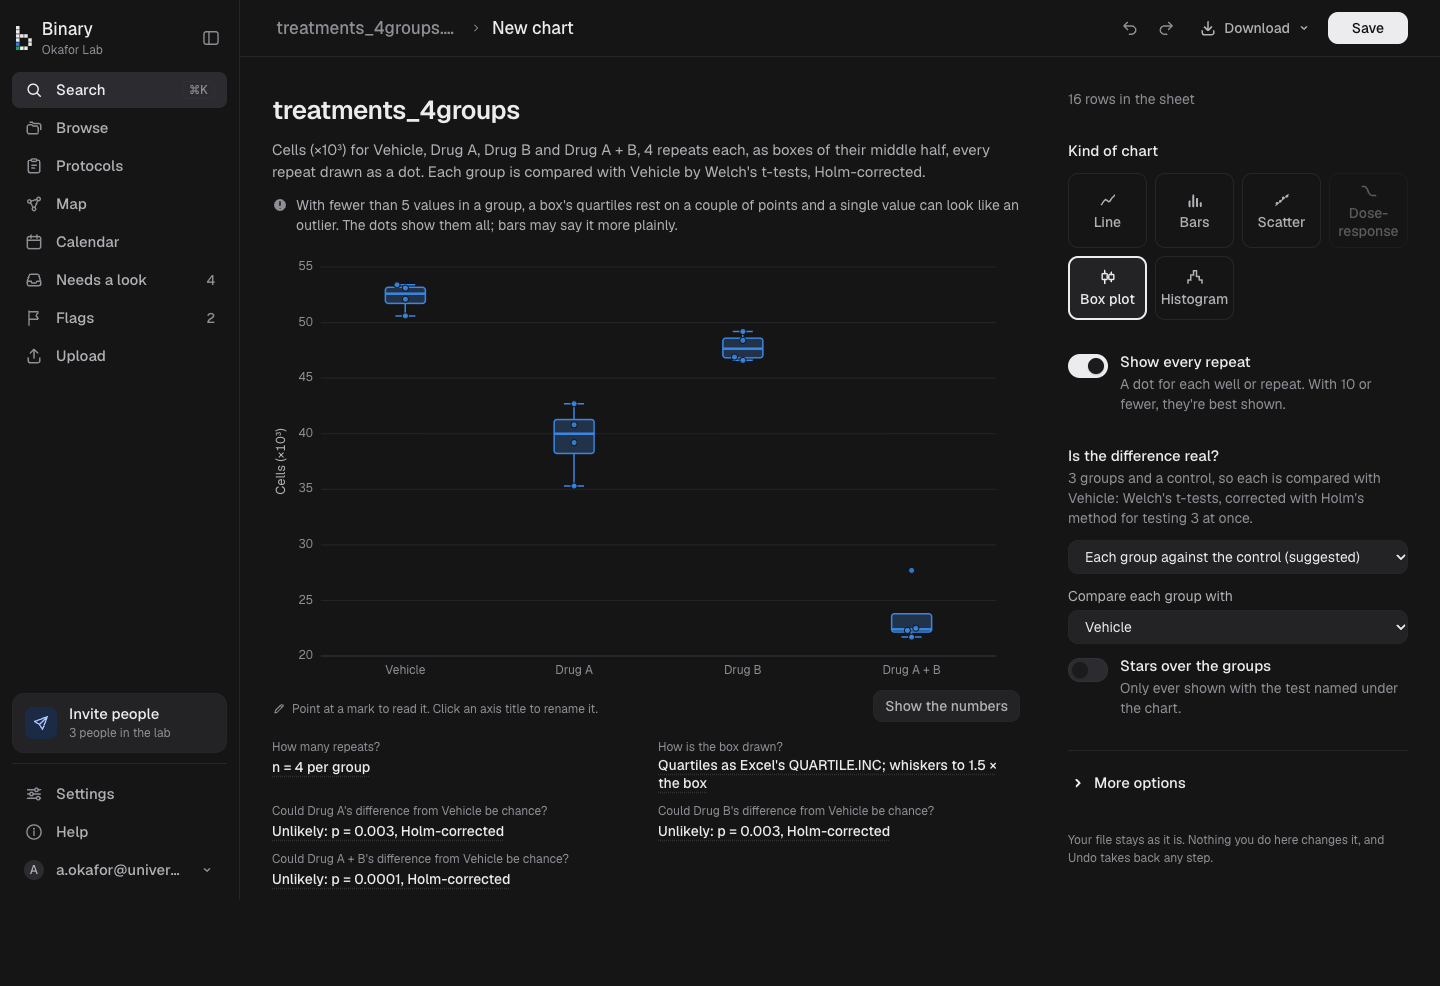 Binary
Okafor Lab
Search
⌘K
Browse
Protocols
Map
Calendar
Needs a look
4
Flags
2
Upload
Invite people
3 people in the lab
Settings
Help
A
a.okafor@univer...
treatments_4groups....
New chart
Download
Save
treatments_4groups
Cells (×10³) for Vehicle, Drug A, Drug B and Drug A + B, 4 repeats each, as boxes of their middle half, every
repeat drawn as a dot. Each group is compared with Vehicle by Welch's t-tests, Holm-corrected.
With fewer than 5 values in a group, a box's quartiles rest on a couple of points and a single value can look like an
outlier. The dots show them all; bars may say it more plainly.
Cells (×10³)
55
50
45
40
35
30
25
20
Vehicle
Drug A
Drug B
Drug A + B
Point at a mark to read it. Click an axis title to rename it.
Show the numbers
How many repeats?
n = 4 per group
How is the box drawn?
Quartiles as Excel's QUARTILE.INC; whiskers to 1.5 ×
the box
Could Drug A's difference from Vehicle be chance?
Unlikely: p = 0.003, Holm-corrected
Could Drug B's difference from Vehicle be chance?
Unlikely: p = 0.003, Holm-corrected
Could Drug A + B's difference from Vehicle be chance?
Unlikely: p = 0.0001, Holm-corrected
16 rows in the sheet
Kind of chart
Line
Bars
Scatter
Dose-
response
Box plot
Histogram
Show every repeat
A dot for each well or repeat. With 10 or
fewer, they're best shown.
Is the difference real?
3 groups and a control, so each is compared with
Vehicle: Welch's t-tests, corrected with Holm's
method for testing 3 at once.
Each group against the control (suggested)
Compare each group with
Vehicle
Stars over the groups
Only ever shown with the test named under
the chart.
More options
Your file stays as it is. Nothing you do here changes it, and
Undo takes back any step.